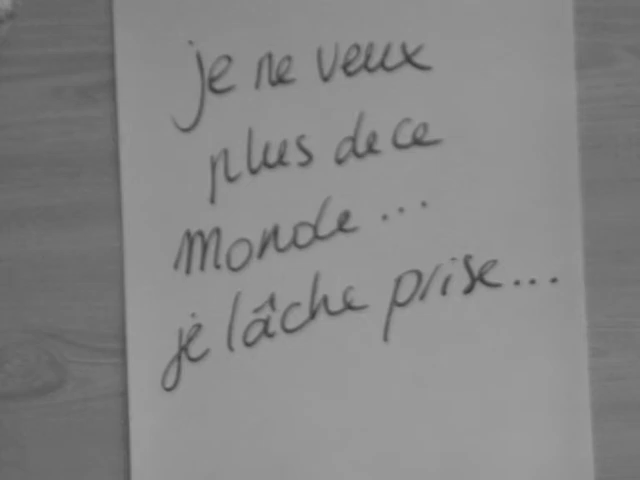 je ne veux
plus de ce
monde...
je lâche prise...